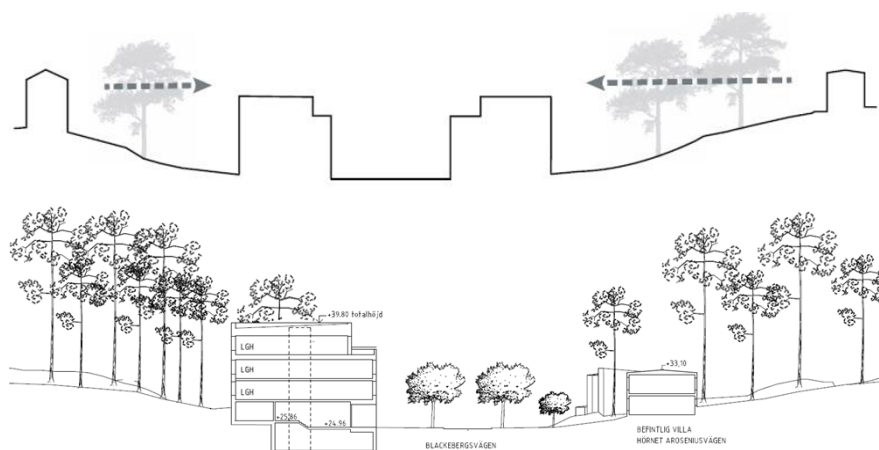 +39.80 totalhöjd
LGH
LGH
LGH
+25.86
+24.96
+33,10
BLACKEBERGSVÄGEN
BEFINTLIG VILLA
HÖRNET AROSENIUSVÄGEN